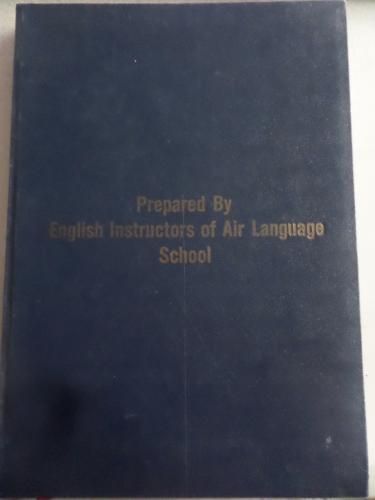 Prepared By
English Instructors of Air Language
School